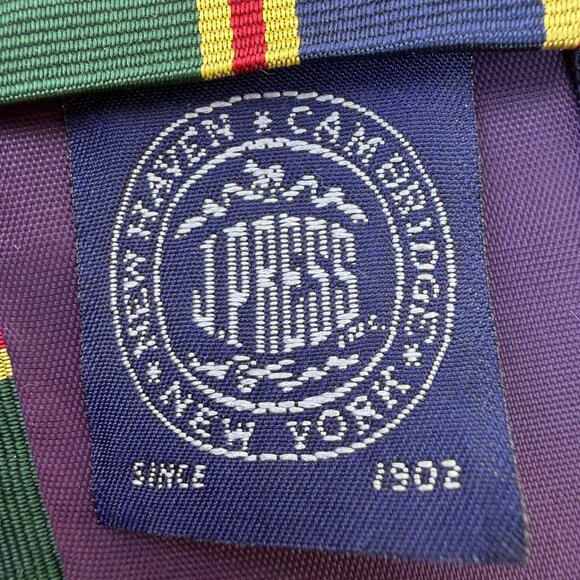 NEW HAVEN ★ CAMBRIDGE ★ NEW YORK ★
J.PRESS
INC.
SINCE 1902